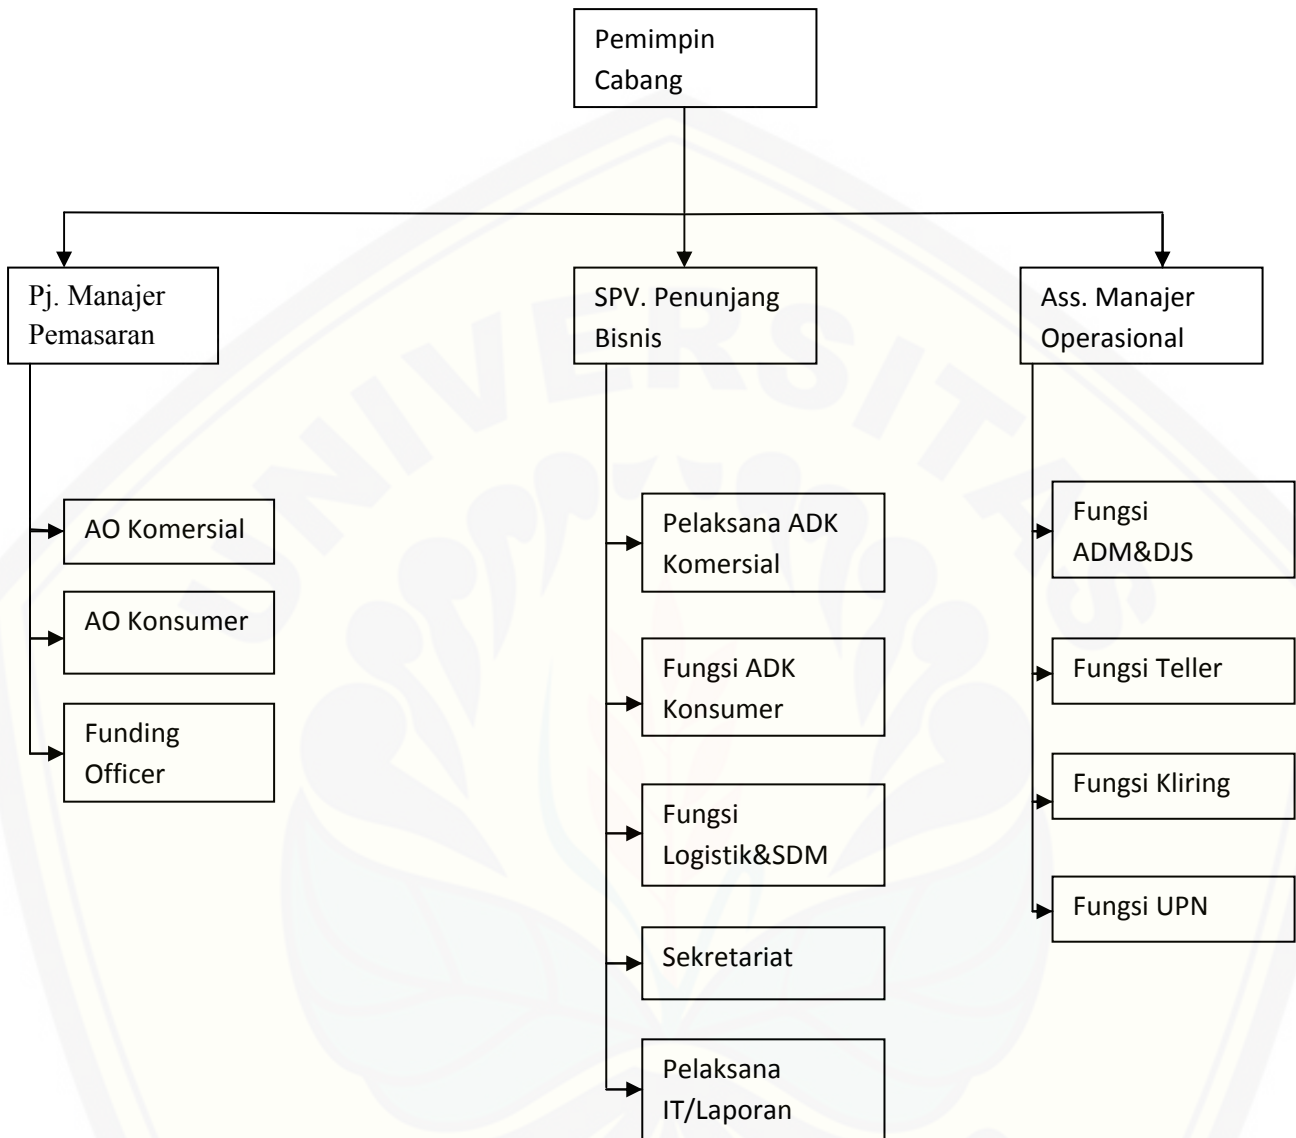 Pemimpin
Cabang
Pj. Manajer
Pemasaran
SPV. Penunjang
Bisnis
Ass. Manajer
Operasional
AO Komersial
AO Konsumer
Funding
Officer
Pelaksana ADK
Komersial
Fungsi ADK
Konsumer
Fungsi
Logistik&SDM
Sekretariat
Pelaksana
IT/Laporan
Fungsi
ADM&DJS
Fungsi Teller
Fungsi Kliring
Fungsi UPN
UNIVERSITAS